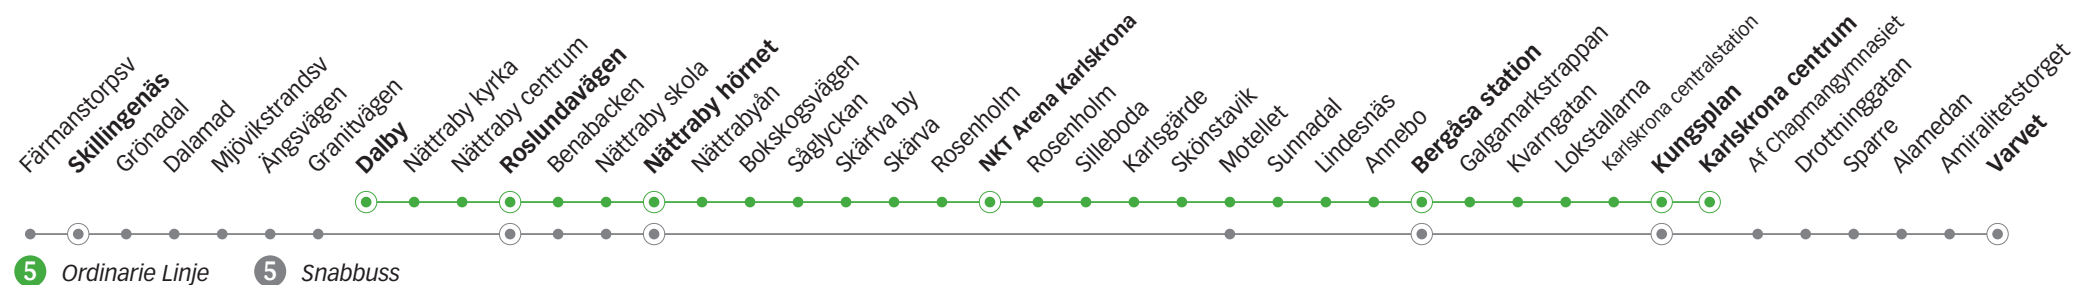 Färmanstorpsv
Skillingenäs
Grönadal
Dalamad
Mjövikstrandsv
Ängsvägen
Granitvägen
Dalby
Nättraby kyrka
Nättraby centrum
Roslundavägen
Benabacken
Nättraby skola
Nättraby hörnet
Nättrabyån
Bokskogsvägen
Såglyckan
Skärfva by
Skärva
Rosenholm
NKT Arena Karlskrona
Rosenholm
Silleboda
Karlsgärde
Skönstavik
Motellet
Sunnadal
Lindesnäs
Annebo
Bergåsa station
Galgamarkstrappan
Kvarngatan
Lokstallarna
Karlskrona centralstation
Kungsplan
Karlskrona centrum
Af Chapmangymnasiet
Drottninggatan
Sparre
Alamedan
Amiralitetstorget
Varvet
5 Ordinarie Linje
5 Snabbuss